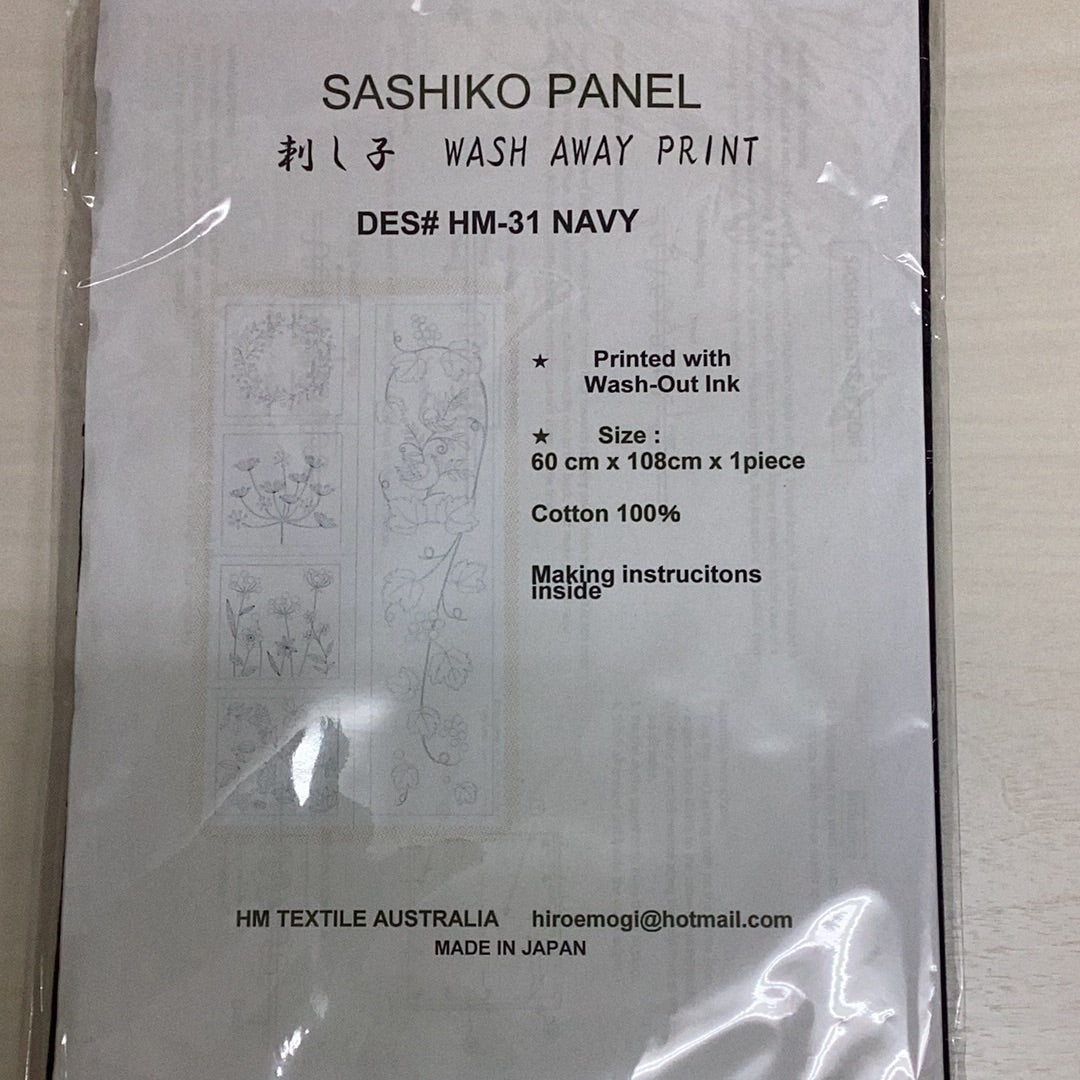 SASHIKO PANEL
刺し子 WASH AWAY PRINT
DES# HM-31 NAVY
★ Printed with
Wash-Out Ink
★ Size :
60 cm x 108cm x 1piece
Cotton 100%
Making instrucitons
inside
HM TEXTILE AUSTRALIA hiroemogi@hotmail.com
MADE IN JAPAN